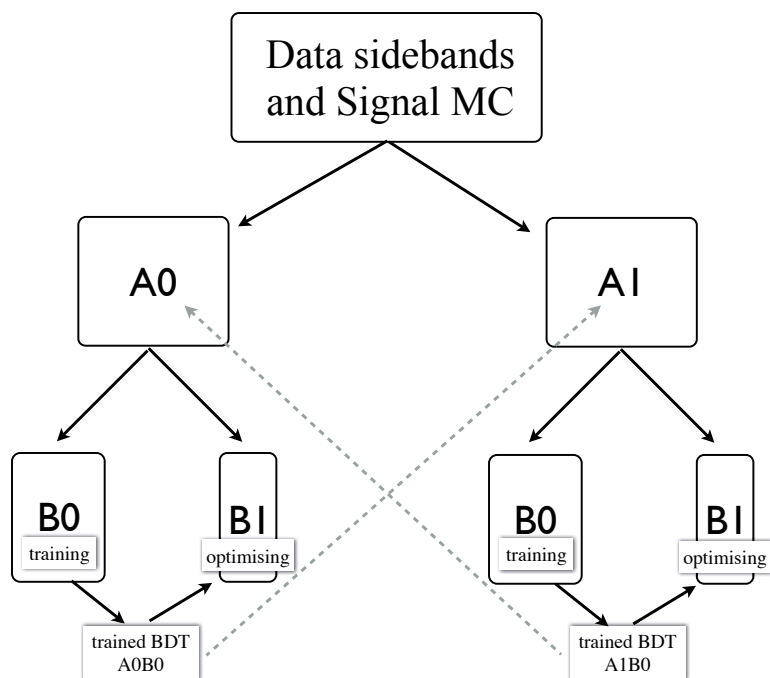 Data sidebands
and Signal MC
A0
A1
B0
training
B1
optimising
B0
training
B1
optimising
trained BDT
A0B0
trained BDT
A1B0